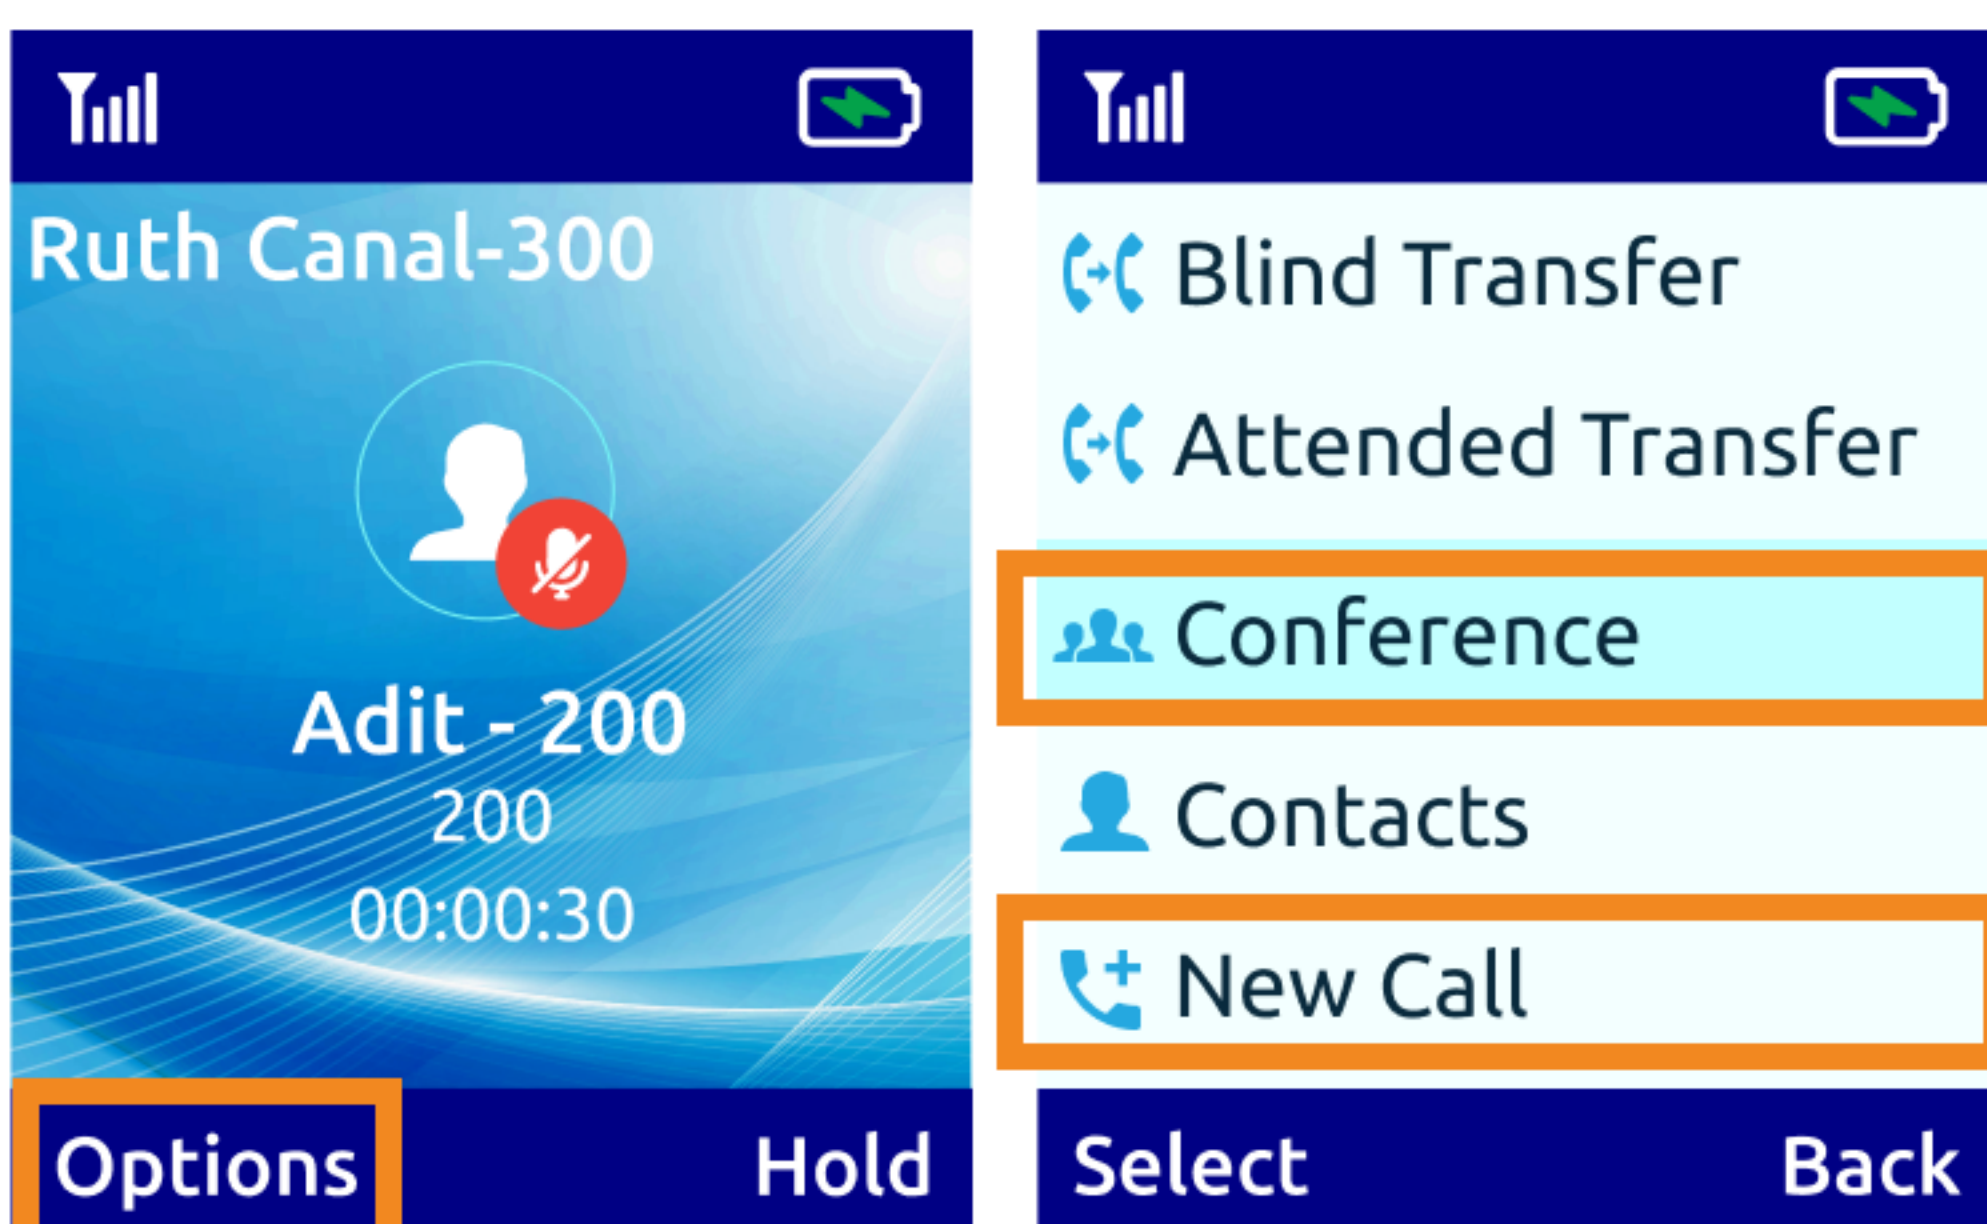 Ruth Canal-300
Adit - 200
200
00:00:30
Options
Hold
Blind Transfer
Attended Transfer
Conference
Contacts
New Call
Select
Back